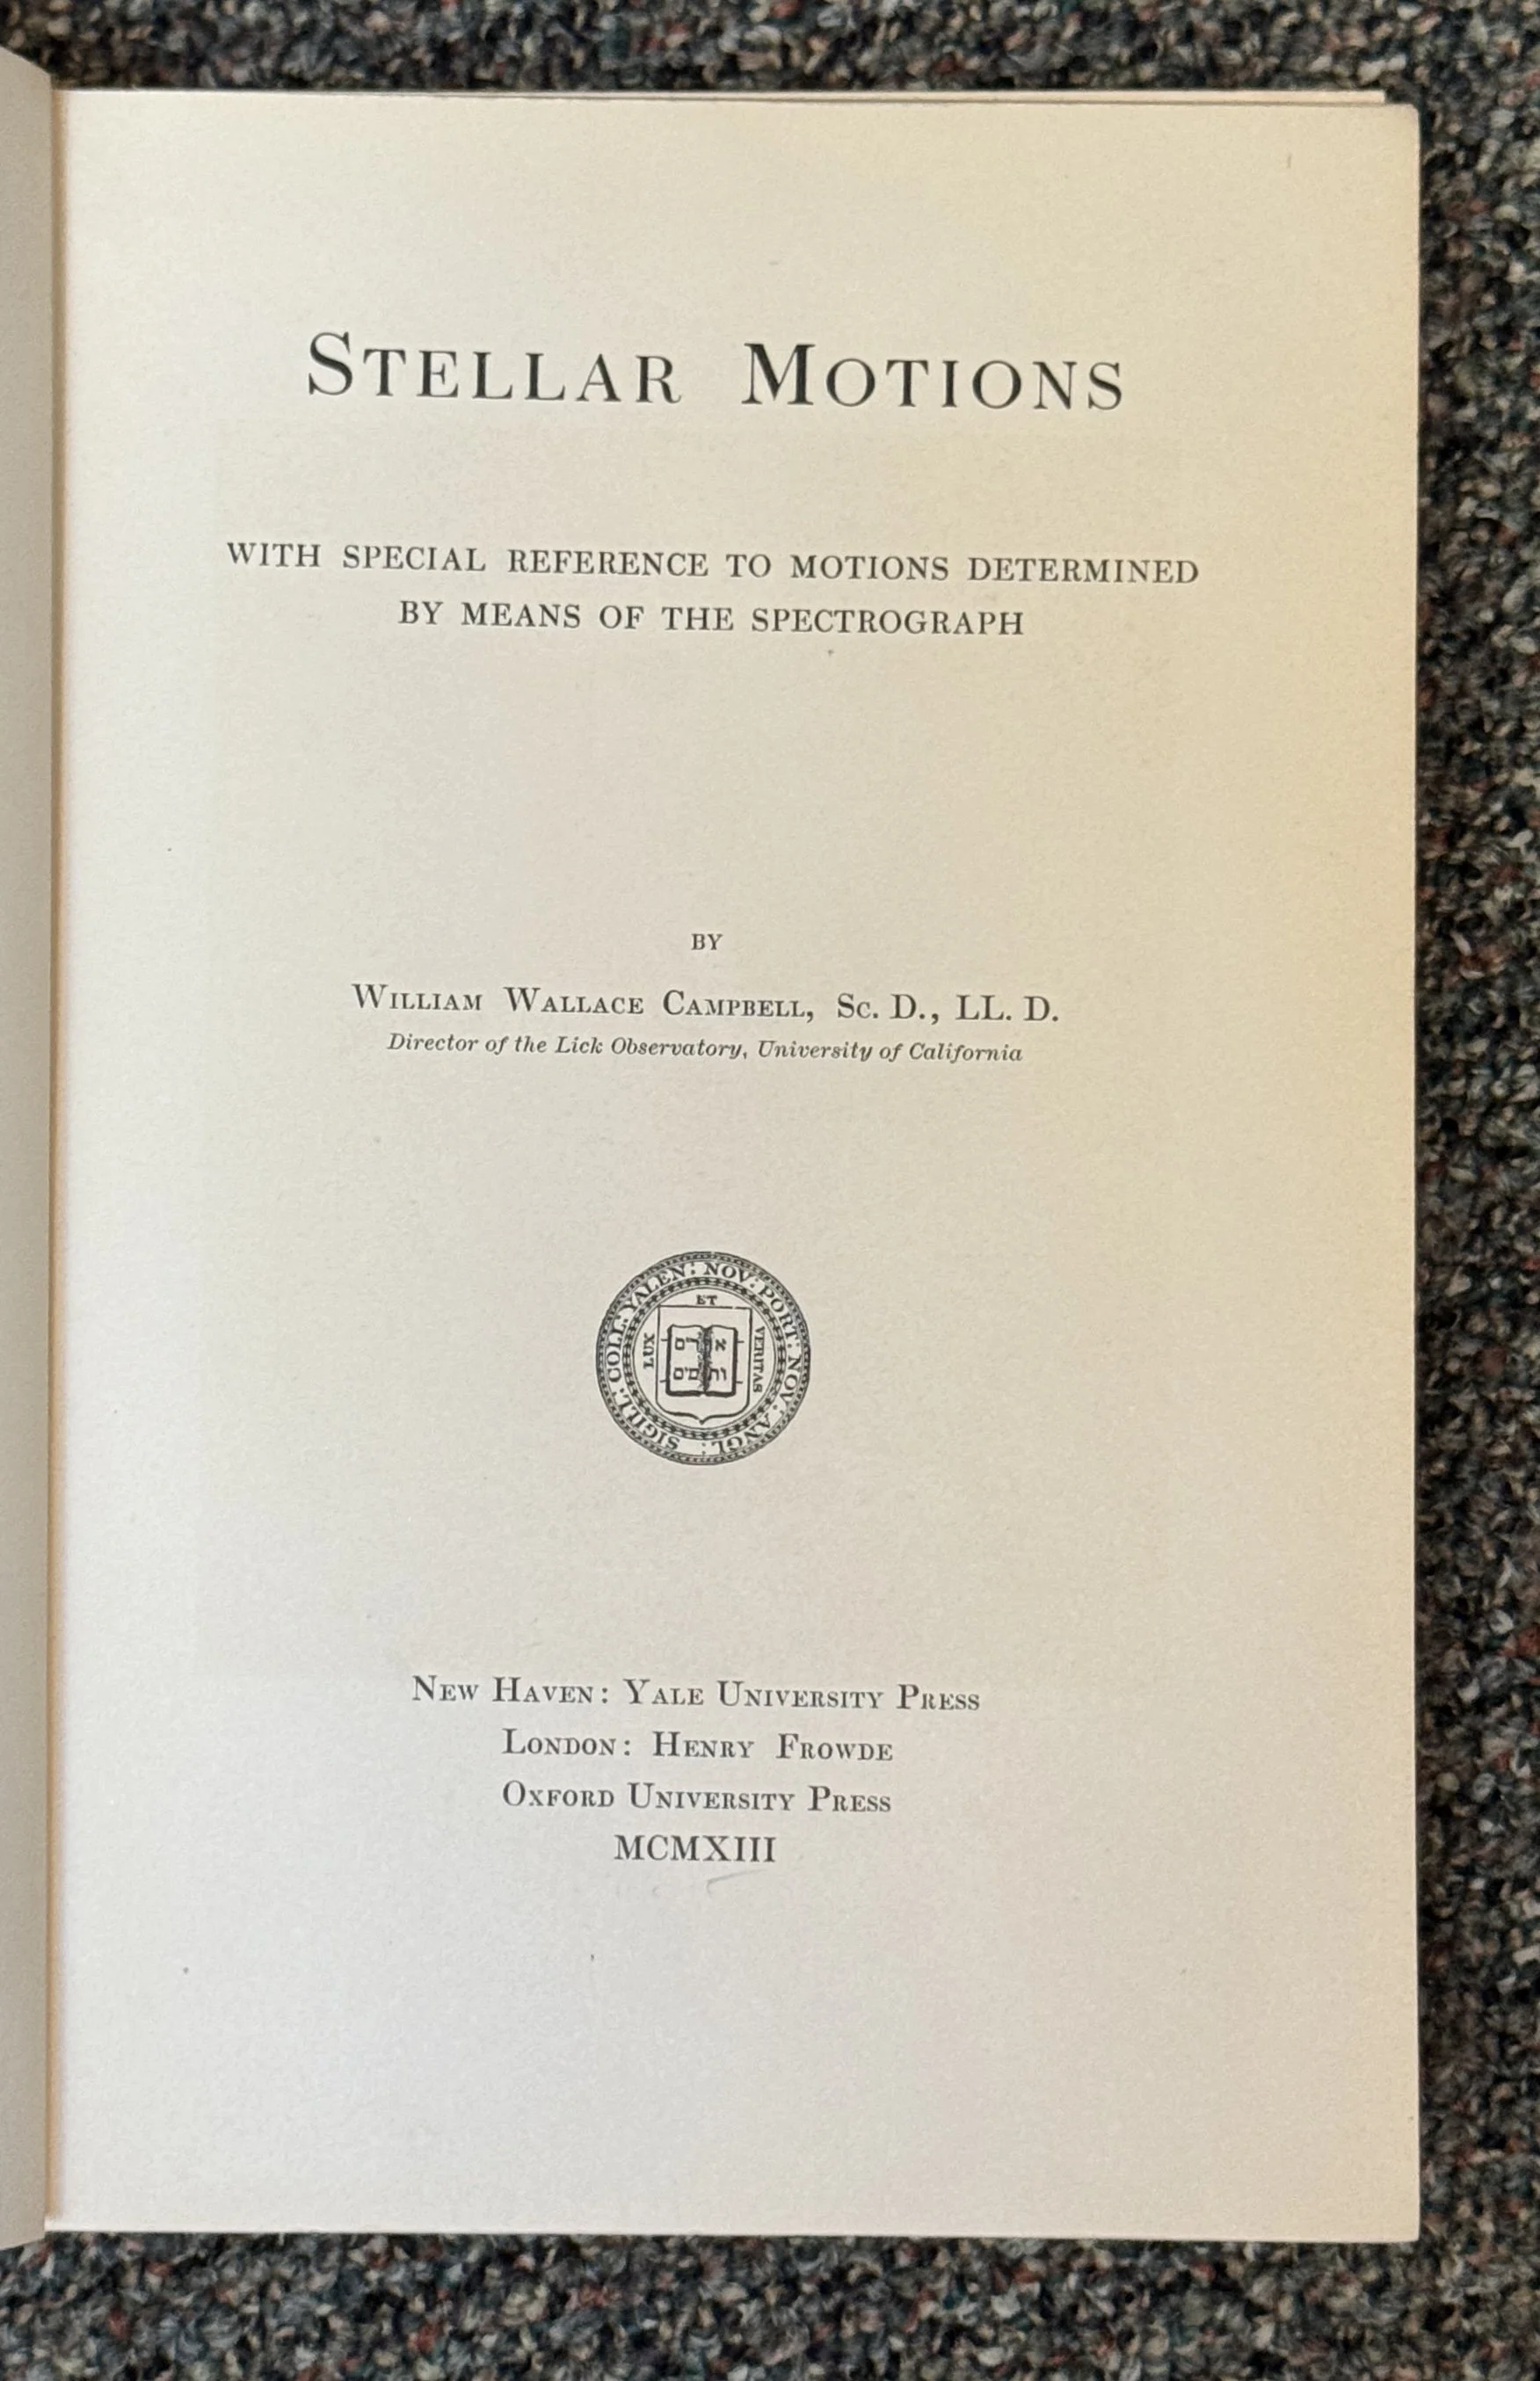 STELLAR MOTIONS
WITH SPECIAL REFERENCE TO MOTIONS DETERMINED
BY MEANS OF THE SPECTROGRAPH
BY
WILLIAM WALLACE CAMPBELL, Sc. D., LL. D.
Director of the Lick Observatory, University of California
SIGILL: COLL: YALEN: NOV: PORT: NOV: ANGL:
LUX ET VERITAS
NEW HAVEN: YALE UNIVERSITY PRESS
LONDON: HENRY FROWDE
OXFORD UNIVERSITY PRESS
MCMXIII